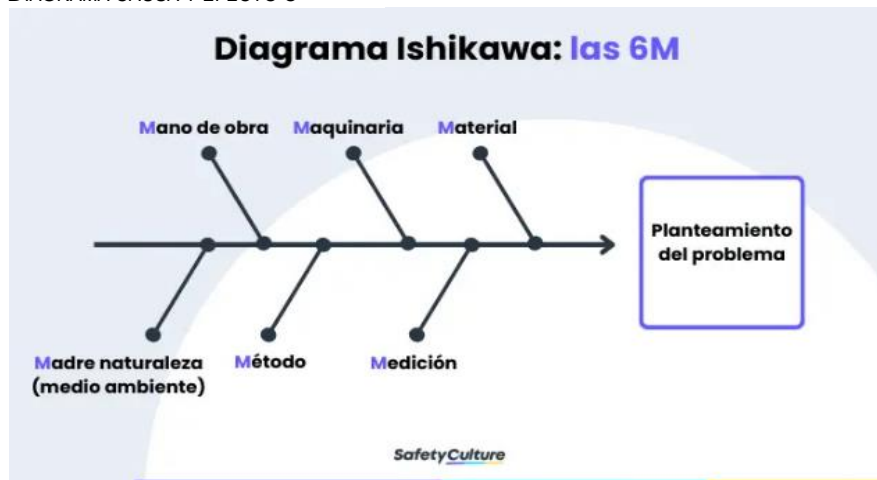 Diagrama Ishikawa: las 6M
Mano de obra
Maquinaria
Material
Planteamiento
del problema
Madre naturaleza
(medio ambiente)
Método
Medición
SafetyCulture